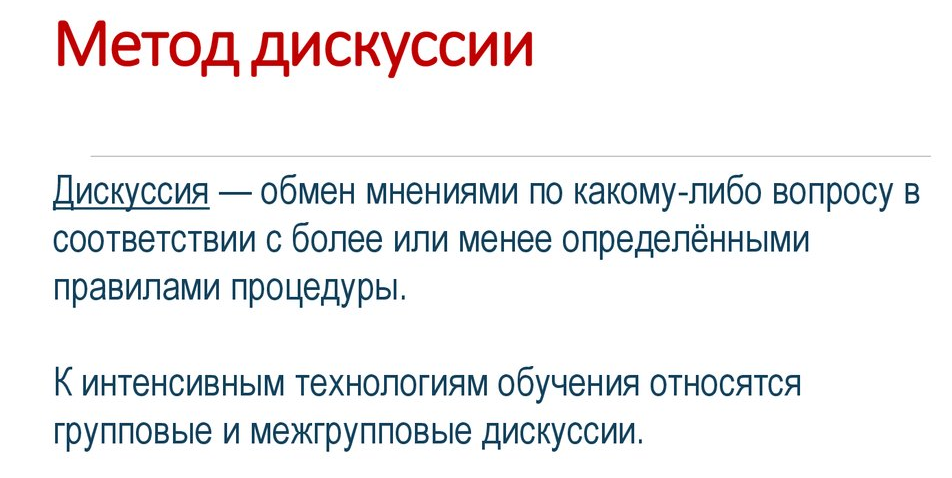 Метод дискуссии
Дискуссия — обмен мнениями по какому-либо вопросу в
соответствии с более или менее определёнными
правилами процедуры.
К интенсивным технологиям обучения относятся
групповые и межгрупповые дискуссии.